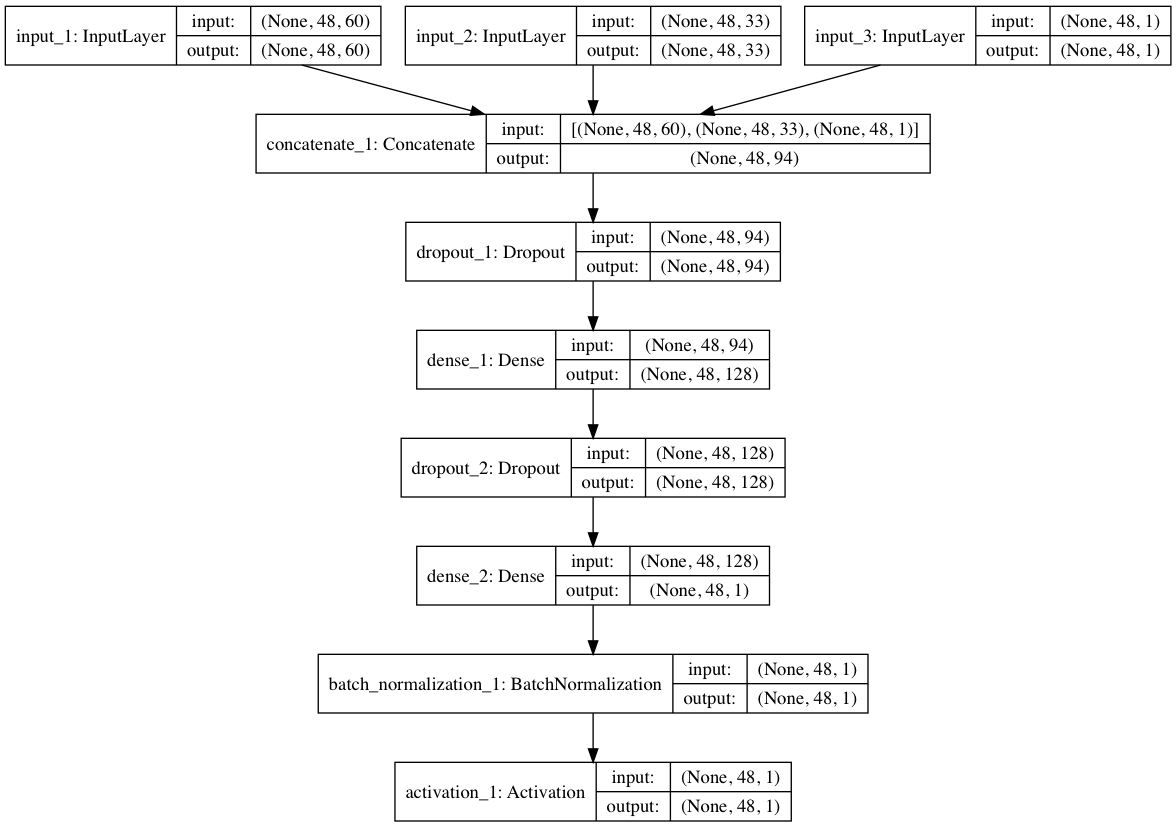 input_1: InputLayer
input: (None, 48, 60)
output: (None, 48, 60)
input_2: InputLayer
input: (None, 48, 33)
output: (None, 48, 33)
input_3: InputLayer
input: (None, 48, 1)
output: (None, 48, 1)
concatenate_1: Concatenate
input: [(None, 48, 60), (None, 48, 33), (None, 48, 1)]
output: (None, 48, 94)
dropout_1: Dropout
input: (None, 48, 94)
output: (None, 48, 94)
dense_1: Dense
input: (None, 48, 94)
output: (None, 48, 128)
dropout_2: Dropout
input: (None, 48, 128)
output: (None, 48, 128)
dense_2: Dense
input: (None, 48, 128)
output: (None, 48, 1)
batch_normalization_1: BatchNormalization
input: (None, 48, 1)
output: (None, 48, 1)
activation_1: Activation
input: (None, 48, 1)
output: (None, 48, 1)